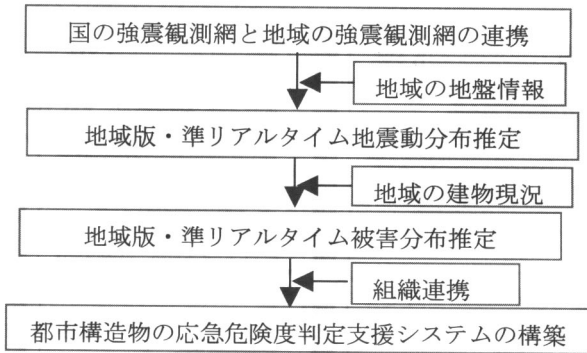 国の強震観測網と地域の強震観測網の連携
地域の地盤情報
地域版・準リアルタイム地震動分布推定
地域の建物現況
地域版・準リアルタイム被害分布推定
組織連携
都市構造物の応急危険度判定支援システムの構築